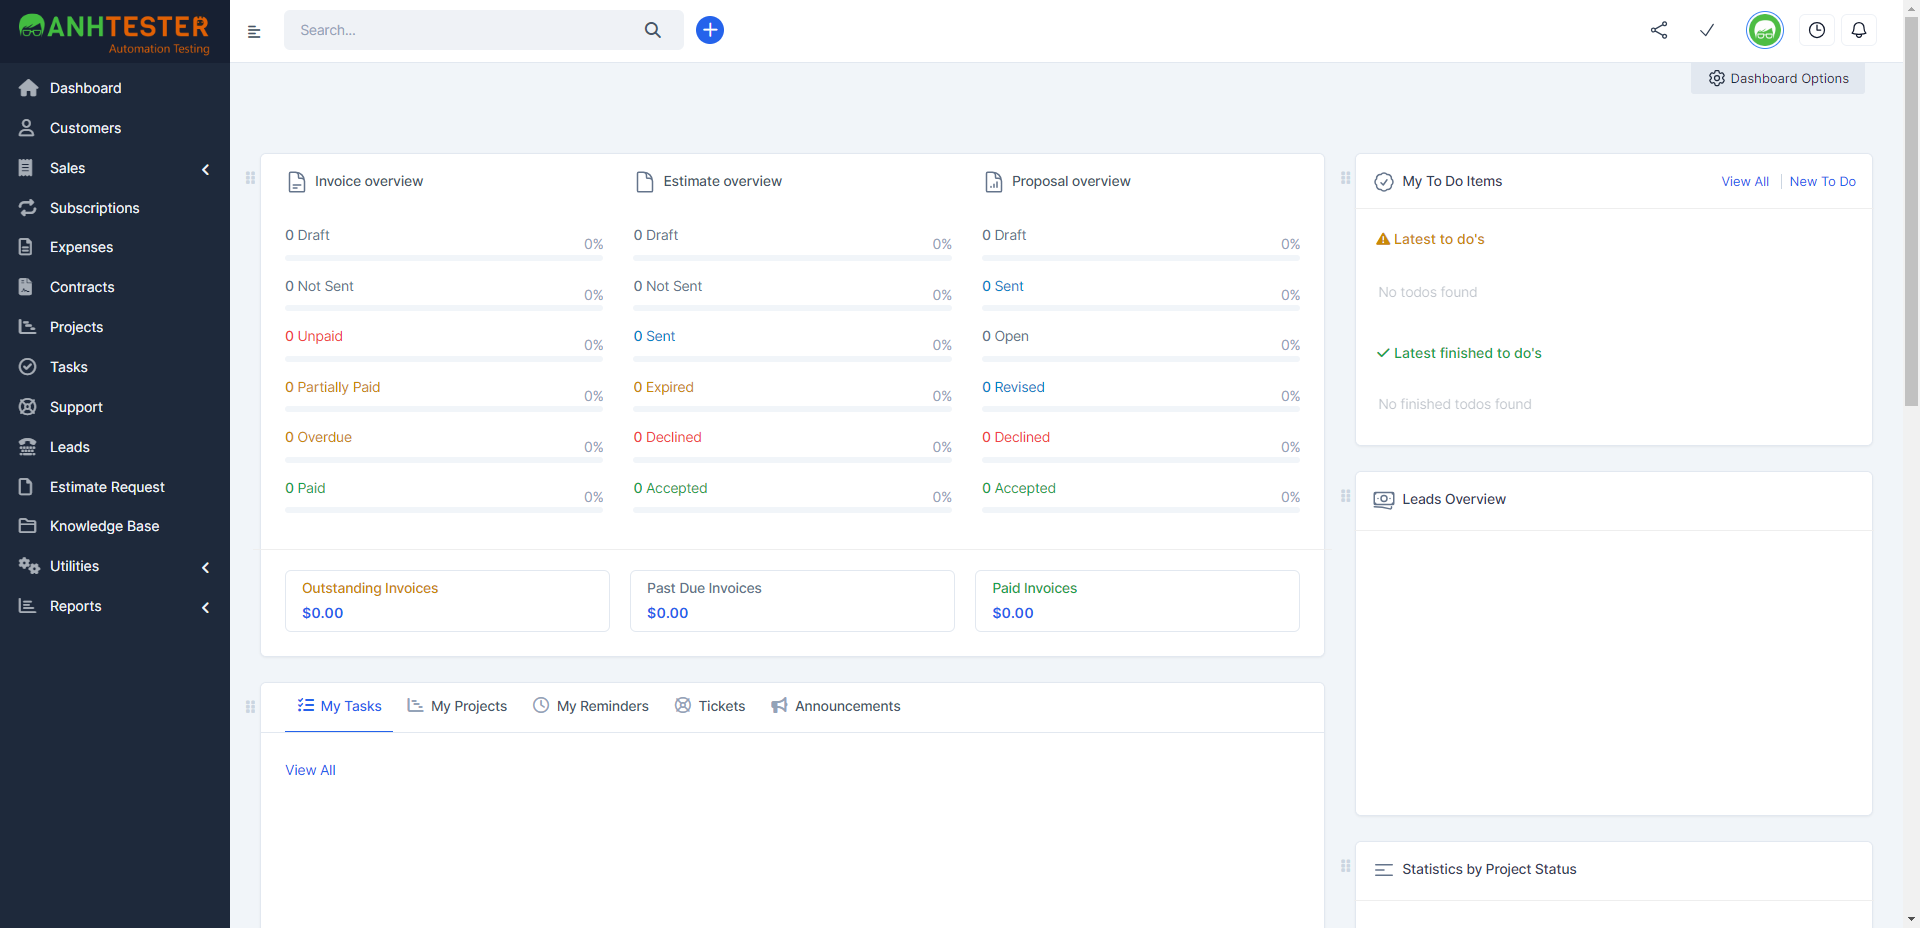 ANHTESTER
Automation Testing
Search...
Dashboard Options
Dashboard
Customers
Sales
Subscriptions
Expenses
Contracts
Projects
Tasks
Support
Leads
Estimate Request
Knowledge Base
Utilities
Reports
Invoice overview
0 Draft
0%
0 Not Sent
0%
0 Unpaid
0%
0 Partially Paid
0%
0 Overdue
0%
0 Paid
0%
Estimate overview
0 Draft
0%
0 Not Sent
0%
0 Sent
0%
0 Expired
0%
0 Declined
0%
0 Accepted
0%
Proposal overview
0 Draft
0%
0 Sent
0%
0 Open
0%
0 Revised
0%
0 Declined
0%
0 Accepted
0%
Outstanding Invoices
$0.00
Past Due Invoices
$0.00
Paid Invoices
$0.00
My Tasks
My Projects
My Reminders
Tickets
Announcements
View All
My To Do Items
View All
New To Do
Latest to do's
No todos found
Latest finished to do's
No finished todos found
Leads Overview
Statistics by Project Status